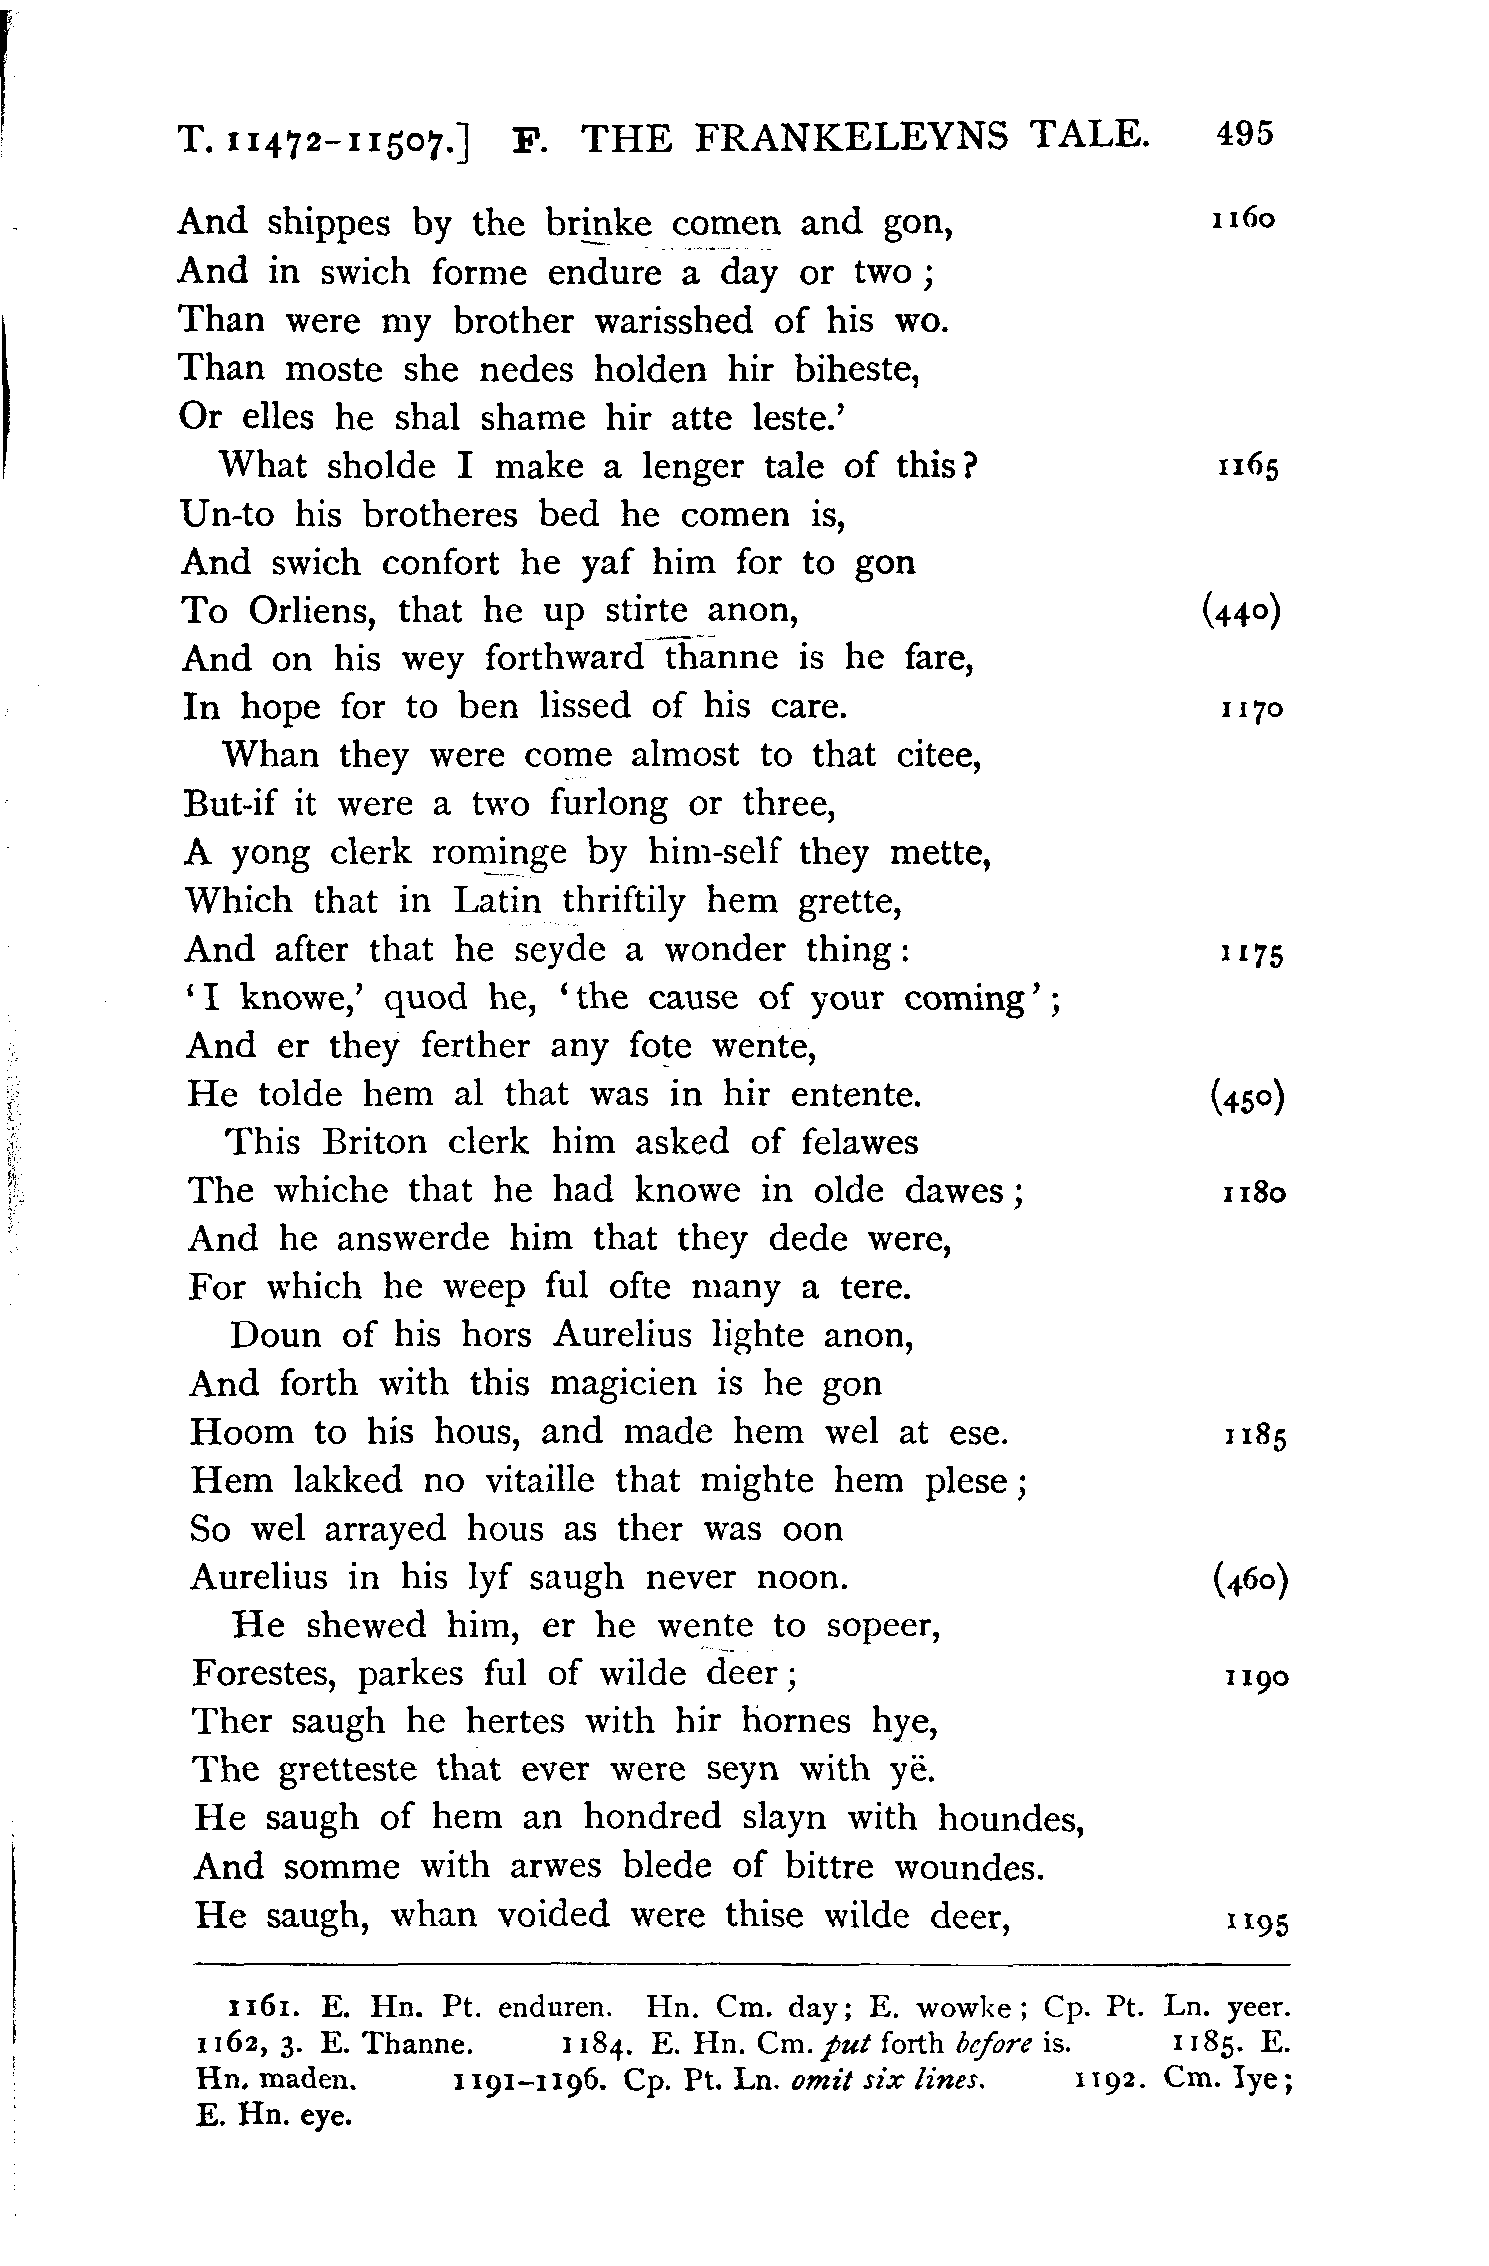 T. 11472-11507.] F. THE FRANKELEYNS TALE. 495
And shippes by the brinke comen and gon, 1160
And in swich forme endure a day or two ;
Than were my brother warisshed of his wo.
Than moste she nedes holden hir biheste,
Or elles he shal shame hir atte leste.’
What sholde I make a lenger tale of this? 1165
Un-to his brotheres bed he comen is,
And swich confort he yaf him for to gon
To Orliens, that he up stirte anon, (440)
And on his wey forthward thanne is he fare,
In hope for to ben lissed of his care. 1170
Whan they were come almost to that citee,
But-if it were a two furlong or three,
A yong clerk rominge by him-self they mette,
Which that in Latin thriftily hem grette,
And after that he seyde a wonder thing : 1175
‘I knowe,’ quod he, ‘the cause of your coming’ ;
And er they ferther any fote wente,
He tolde hem al that was in hir entente. (450)
This Briton clerk him asked of felawes
The whiche that he had knowe in olde dawes ; 1180
And he answerde him that they dede were,
For which he weep ful ofte many a tere.
Doun of his hors Aurelius lighte anon,
And forth with this magicien is he gon
Hoom to his hous, and made hem wel at ese. 1185
Hem lakked no vitaille that mighte hem plese ;
So wel arrayed hous as ther was oon
Aurelius in his lyf saugh never noon. (460)
He shewed him, er he wente to sopeer,
Forestes, parkes ful of wilde deer ; 1190
Ther saugh he hertes with hir hornes hye,
The gretteste that ever were seyn with yë.
He saugh of hem an hondred slayn with houndes,
And somme with arwes blede of bittre woundes.
He saugh, whan voided were thise wilde deer, 1195
1161. E. Hn. Pt. enduren. Hn. Cm. day; E. wowke ; Cp. Pt. Ln. yeer.
1162, 3. E. Thanne. 1184. E. Hn. Cm. put forth before is. 1185. E.
Hn. maden. 1191-1196. Cp. Pt. Ln. omit six lines. 1192. Cm. Iye;
E. Hn. eye.